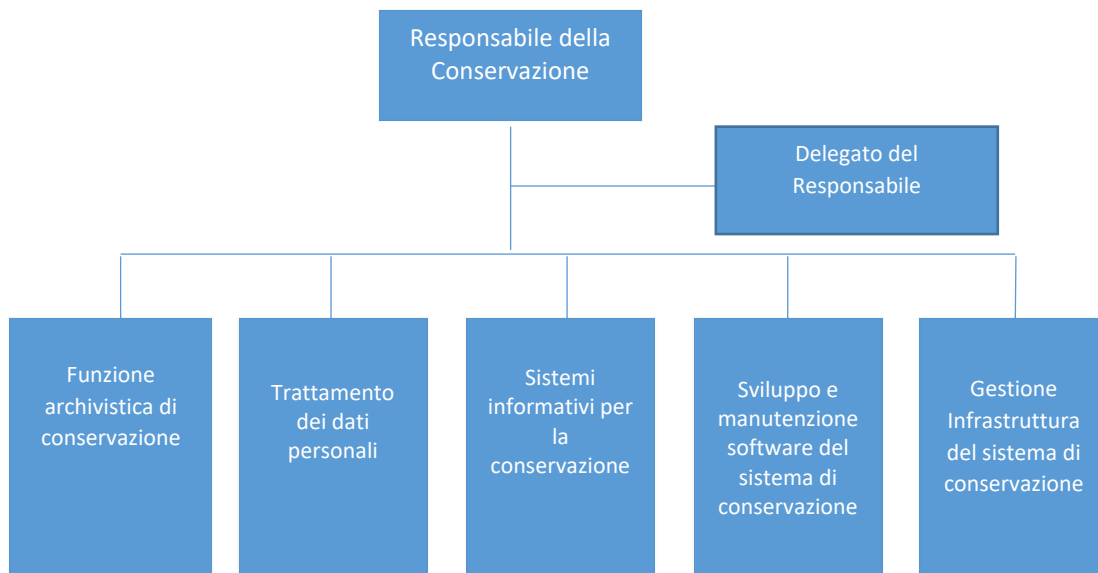 Responsabile della
Conservazione
Delegato del
Responsabile
Funzione
archivistica di
conservazione
Trattamento
dei dati
personali
Sistemi
informativi per
la
conservazione
Sviluppo e
manutenzione
software del
sistema di
conservazione
Gestione
Infrastruttura
del sistema di
conservazione